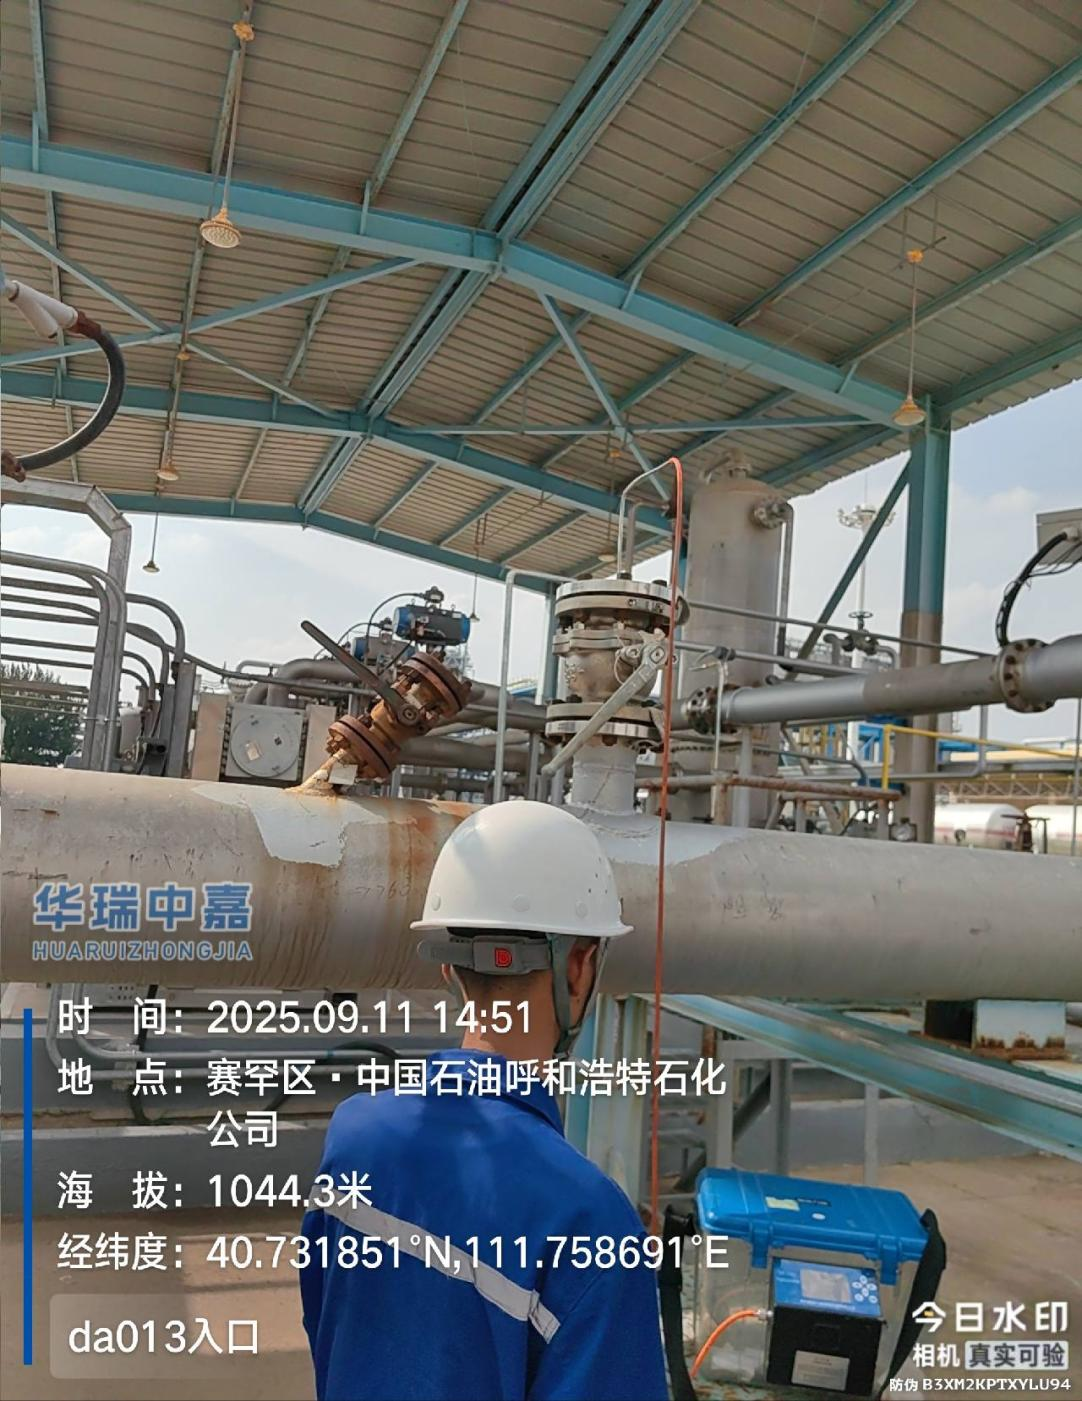 华瑞中嘉
HUARUIZHONGJIA
时 间：2025.09.11 14:51
地 点：赛罕区·中国石油呼和浩特石化
公司
海 拔：1044.3米
经纬度：40.731851°N,111.758691°E
da013入口
今日水印
相机 真实可验
防伪 B3XM2KPTXYLU94